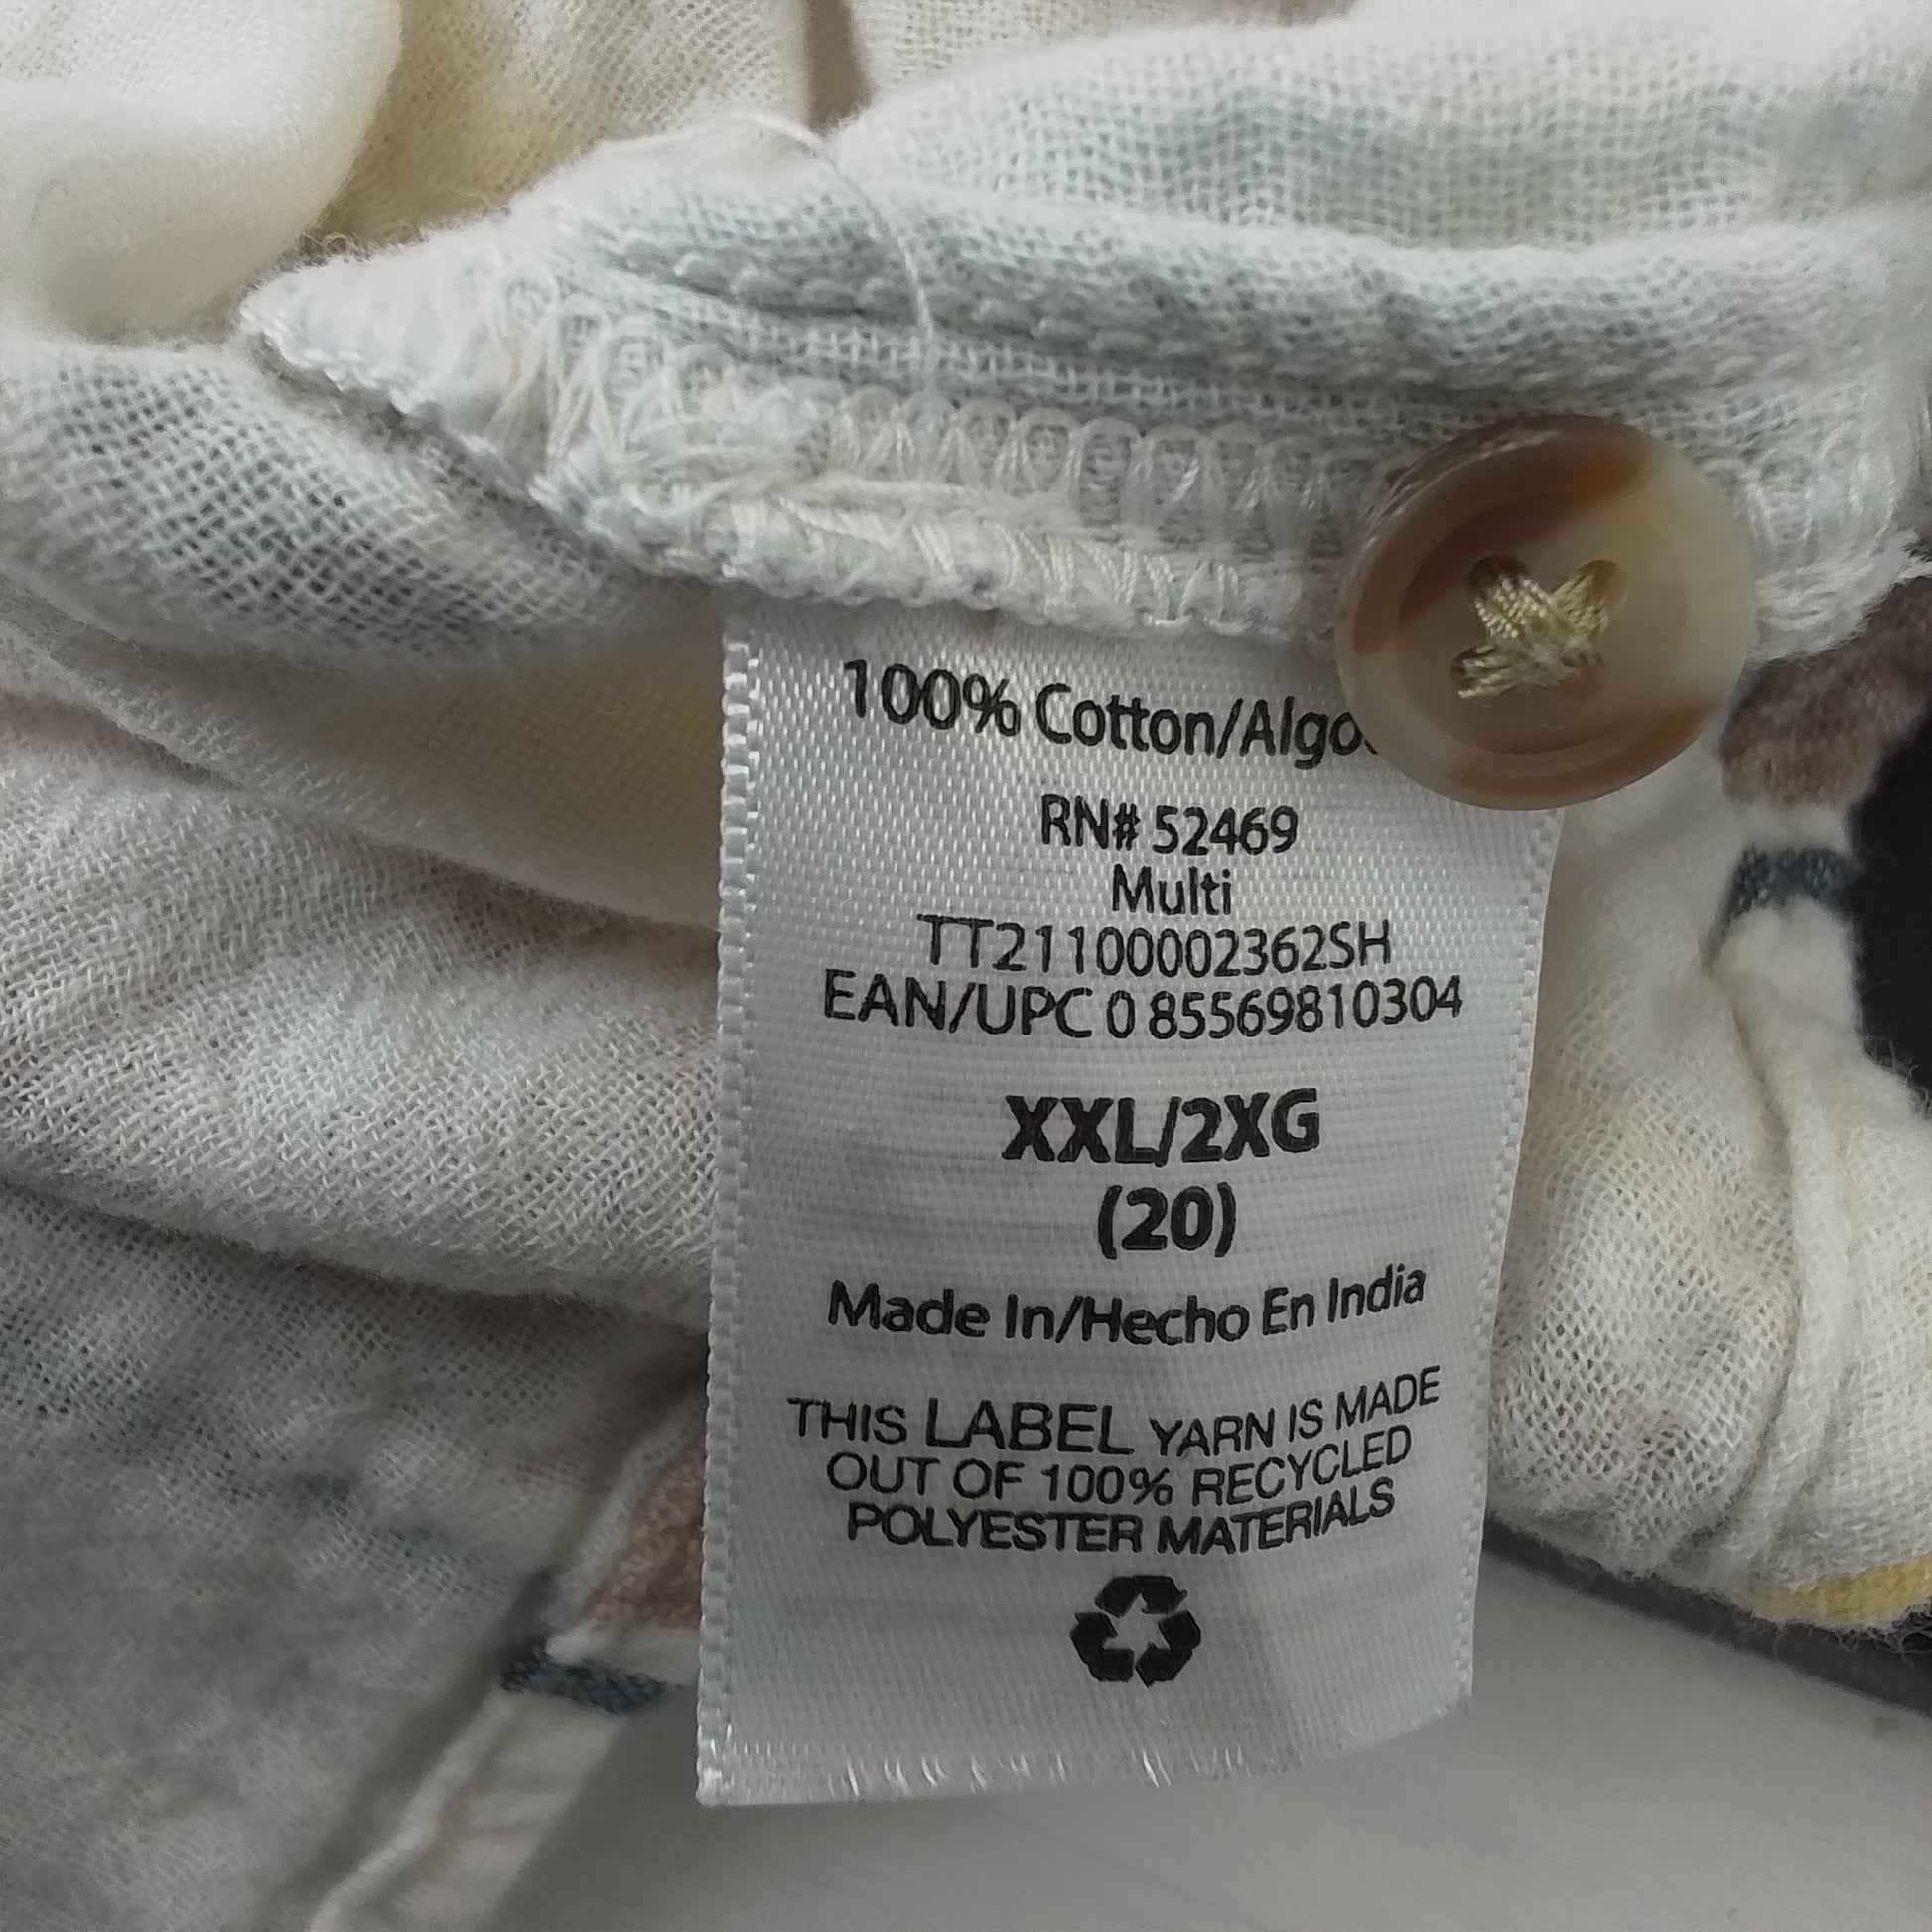 100% Cotton/Algo
RN# 52469
Multi
TT21100002362SH
EAN/UPC 0 85569810304
XXL/2XG
(20)
Made In/Hecho En India
THIS LABEL YARN IS MADE
OUT OF 100% RECYCLED
POLYESTER MATERIALS